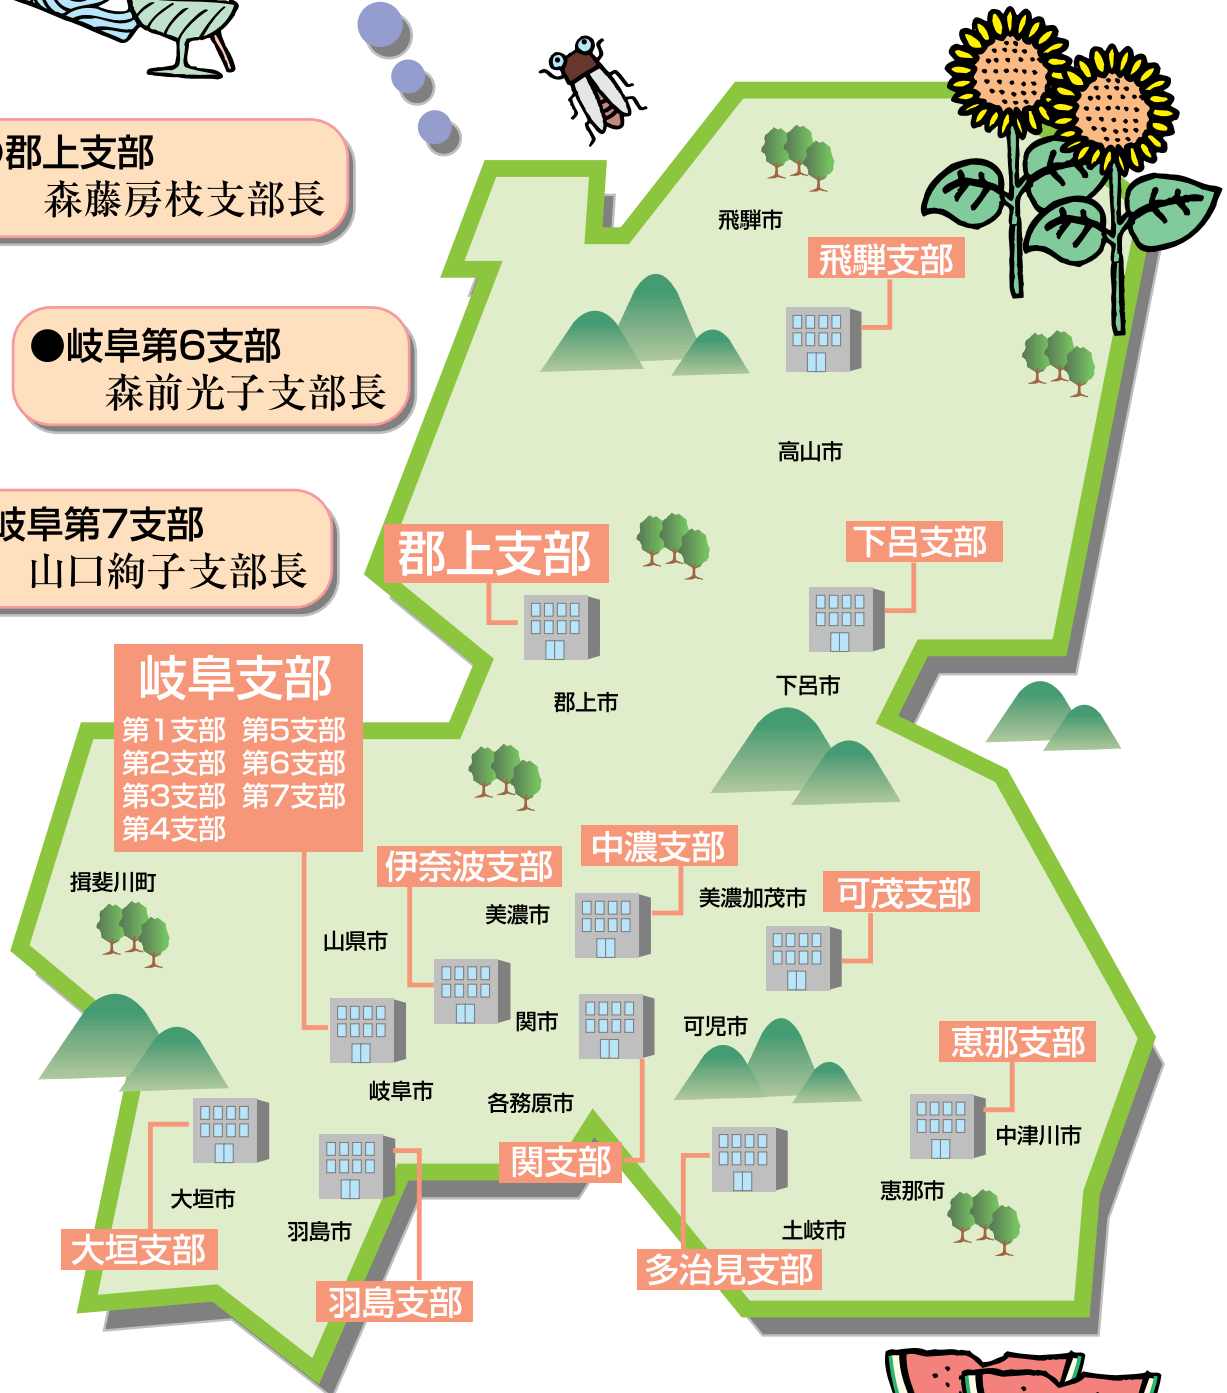 ●郡上支部
森藤房枝支部長
●岐阜第6支部
森前光子支部長
岐阜第7支部
山口絢子支部長
飛騨市
飛騨支部
高山市
郡上支部
下呂支部
郡上市
下呂市
岐阜支部
第1支部 第5支部
第2支部 第6支部
第3支部 第7支部
第4支部
揖斐川町
伊奈波支部
中濃支部
美濃市
美濃加茂市
可茂支部
山県市
関市
可児市
恵那支部
岐阜市
各務原市
中津川市
関支部
大垣市
恵那市
羽島市
土岐市
大垣支部
多治見支部
羽島支部